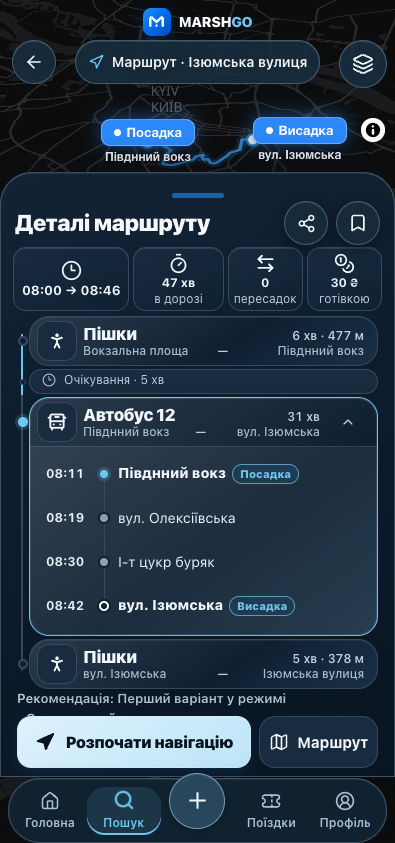 MARSHGO
Маршрут · Ізюмська вулиця
KYIV
КИЇВ
Посадка
Висадка
Півднний вокз
вул. Ізюмська
Деталі маршруту
08:00 → 08:46
47 хв
в дорозі
0
пересадок
30 ₴
готівкою
Пішки
6 хв · 477 м
Вокзальна площа — Півднний вокз
Очікування · 5 хв
Автобус 12
31 хв
Півднний вокз — вул. Ізюмська
08:11 Півднний вокз Посадка
08:19 вул. Олексіївська
08:30 І-т цукр буряк
08:42 вул. Ізюмська Висадка
Пішки
5 хв · 378 м
вул. Ізюмська — Ізюмська вулиця
Рекомендація: Перший варіант у режимі
Розпочати навігацію
Маршрут
Головна
Пошук
Поїздки
Профіль